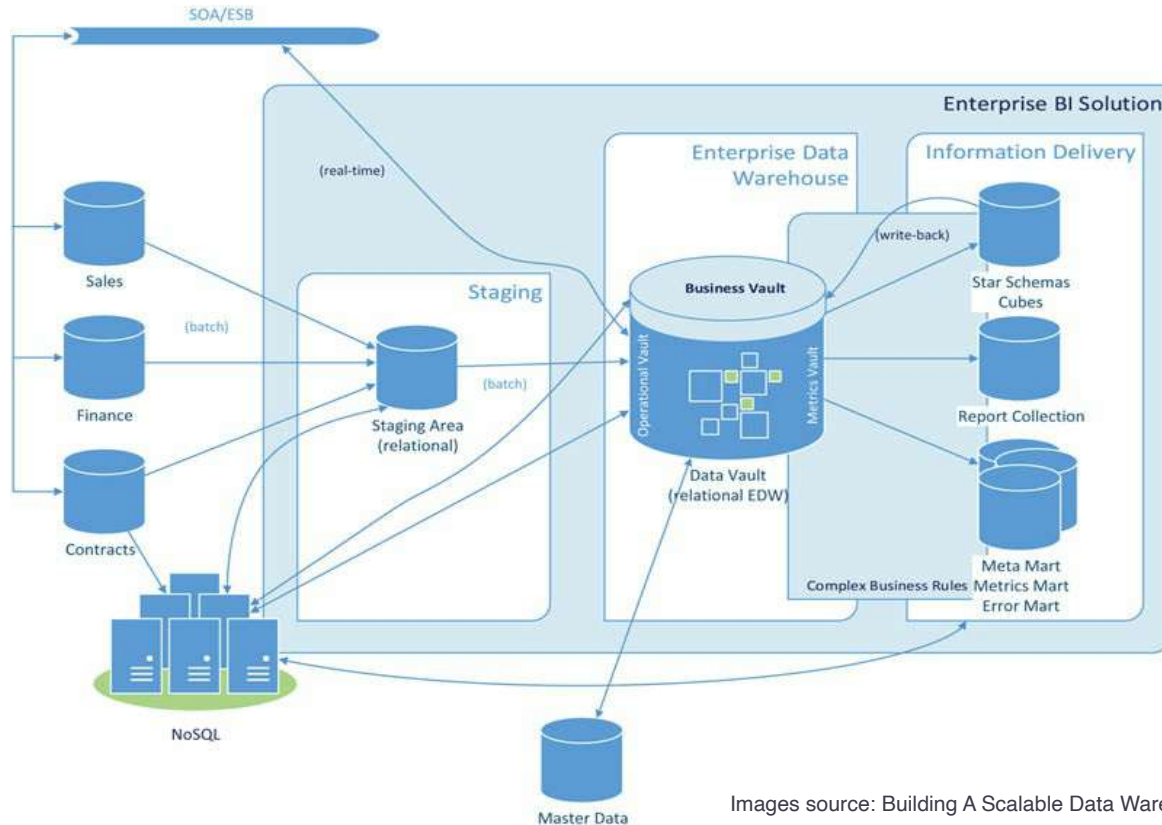 SOA/ESB
Enterprise BI Solution
(real-time)
Enterprise Data
Warehouse
Information Delivery
Sales
Staging
(write-back)
Business Vault
Star Schemas
Cubes
(batch)
(batch)
Operational Vault
Metrics Vault
Finance
Staging Area
(relational)
Report Collection
Data Vault
(relational EDW)
Contracts
Meta Mart
Metrics Mart
Error Mart
Complex Business Rules
NoSQL
Master Data
Images source: Building A Scalable Data Ware